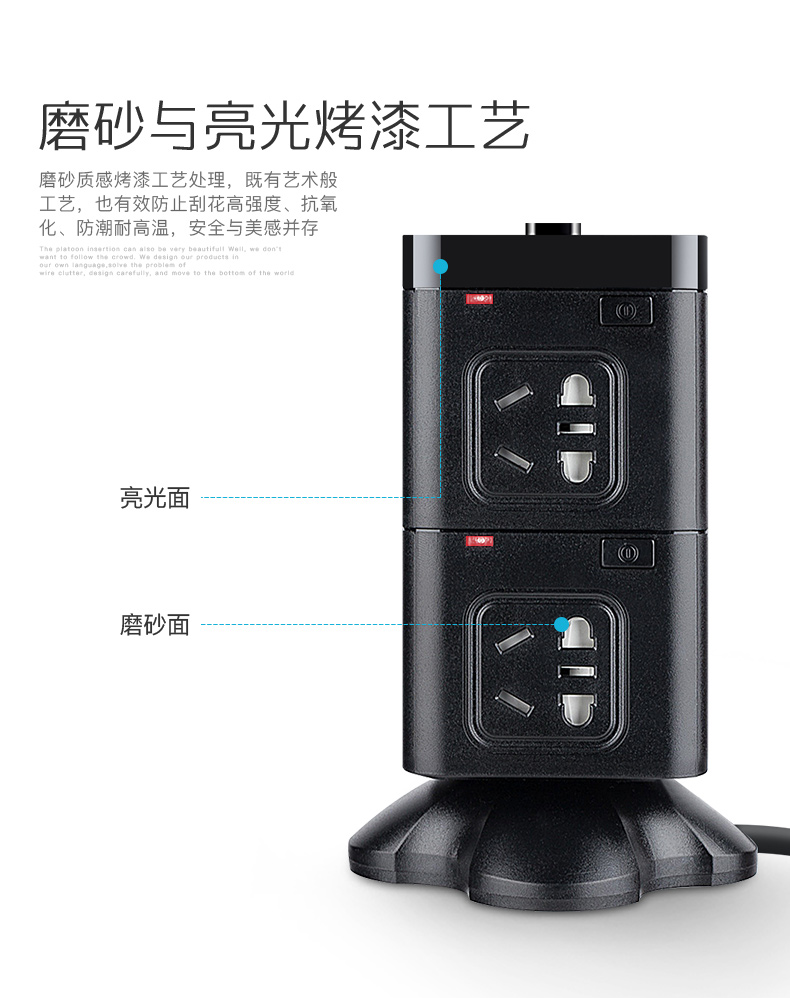 磨砂与亮光烤漆工艺
磨砂质感烤漆工艺处理，既有艺术般
工艺，也有效防止刮花高强度、抗氧
化、防潮耐高温，安全与美感并存
The platoon insertion can also be very beautiful! Well, we don't
want to follow the crowd. We design our products in
our own language,solve the problem of
wire clutter, design carefully, and move to the bottom of the world
亮光面
磨砂面